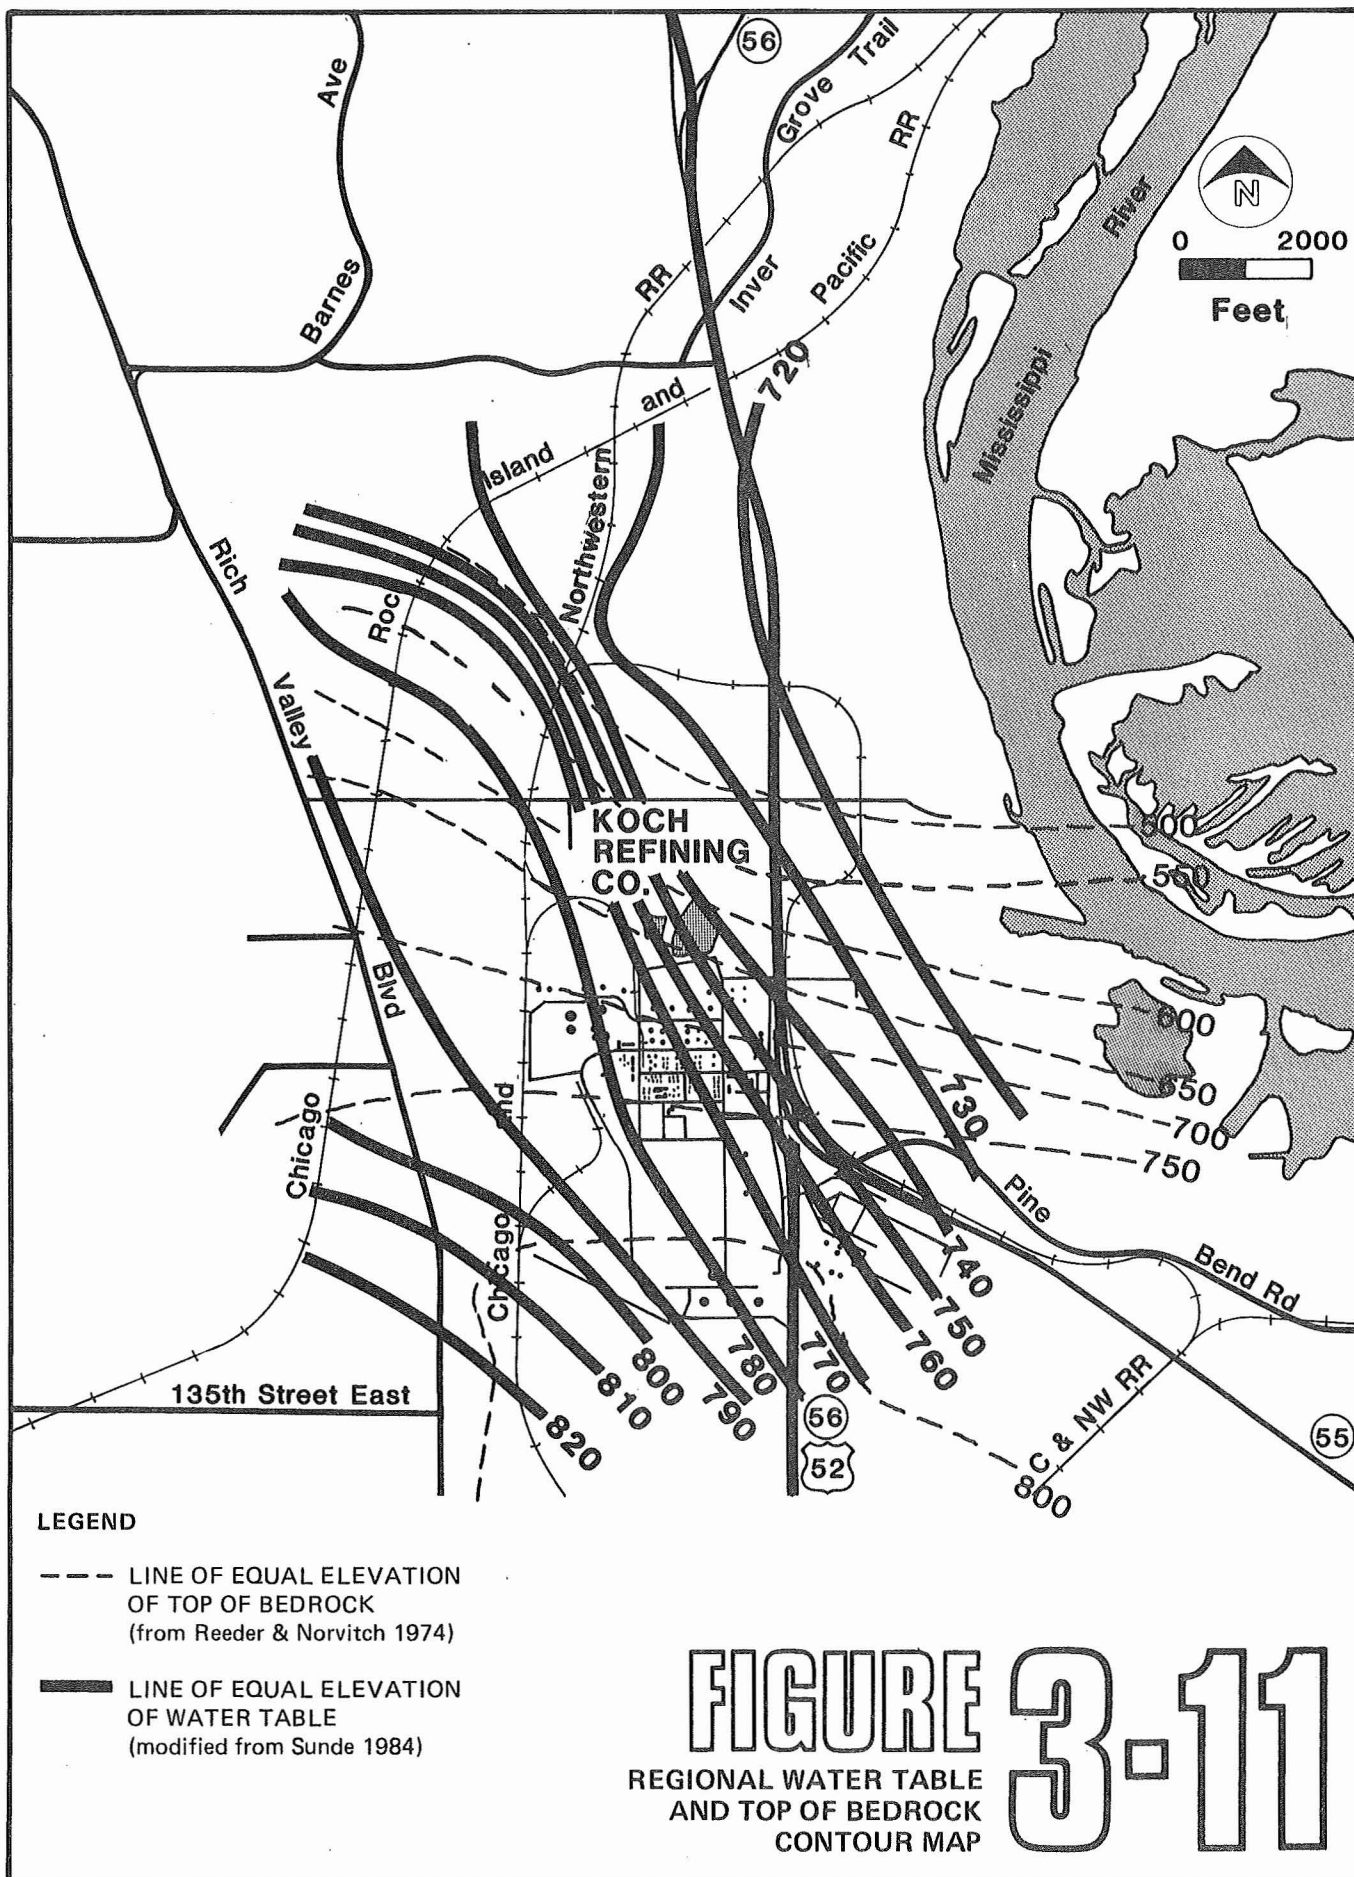 56
Ave
Grove Trail
RR
N
River
0 2000
Feet
Barnes
RR
Inver
Pacific
720
Mississippi
and
Island
Northwestern
Rich
Roc
Valley
KOCH
REFINING
CO.
500
550
Blvd
600
650
700
750
730
Chicago
and
Pine
Bend Rd
Chicago
740
750
760
770
780
790
800
810
820
135th Street East
56
52
C & NW RR
55
800
LEGEND
LINE OF EQUAL ELEVATION
OF TOP OF BEDROCK
(from Reeder & Norvitch 1974)
LINE OF EQUAL ELEVATION
OF WATER TABLE
(modified from Sunde 1984)
FIGURE 3-11
REGIONAL WATER TABLE
AND TOP OF BEDROCK
CONTOUR MAP